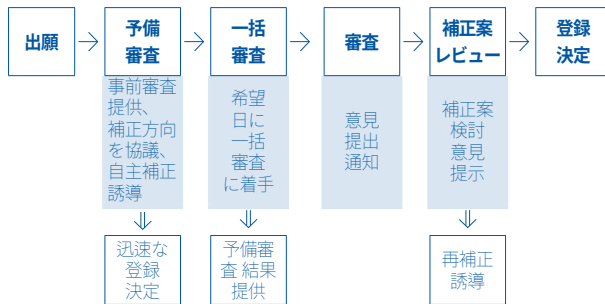 出願
予備
審査
一括
審査
審査
補正案
レビュー
登録
決定
事前審査
提供、
補正方向
を協議、
自主補正
誘導
希望
日に
一括
審査
に着手
意見
提出
通知
補正案
検討
意見
提示
迅速な
登録
決定
予備審
査 結果
提供
再補正
誘導